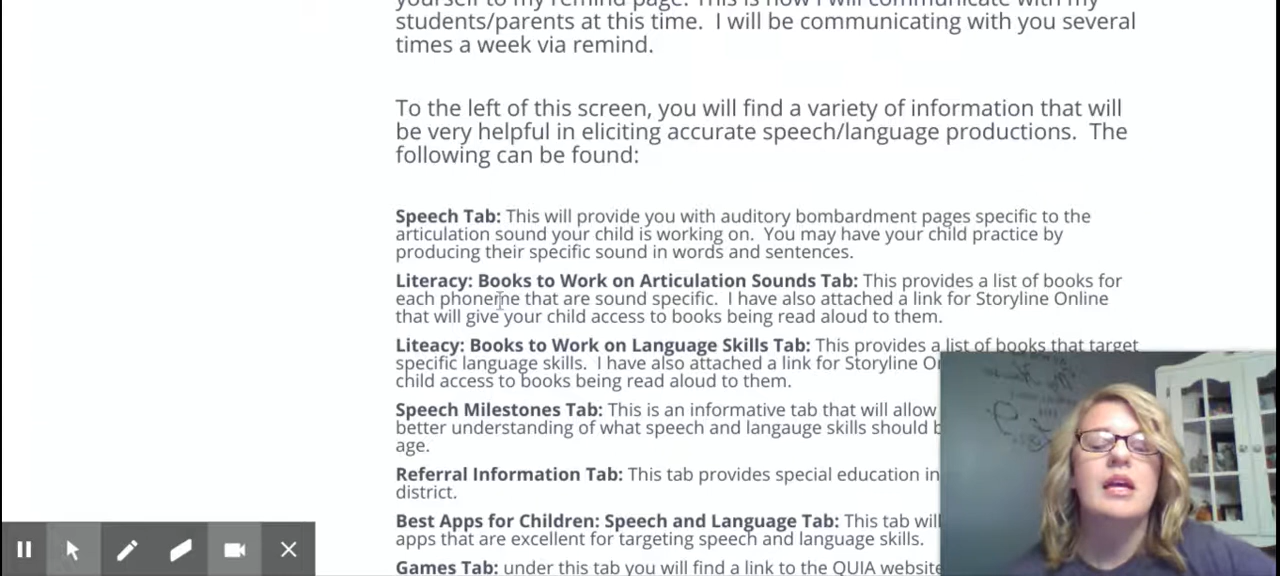 yourself to my remind page. This is how I will communicate with my
students/parents at this time. I will be communicating with you several
times a week via remind.
To the left of this screen, you will find a variety of information that will
be very helpful in eliciting accurate speech/language productions. The
following can be found:
Speech Tab: This will provide you with auditory bombardment pages specific to the
articulation sound your child is working on. You may have your child practice by
producing their specific sound in words and sentences.
Literacy: Books to Work on Articulation Sounds Tab: This provides a list of books for
each phoneme that are sound specific. I have also attached a link for Storyline Online
that will give your child access to books being read aloud to them.
Liteacy: Books to Work on Language Skills Tab: This provides a list of books that target
specific language skills. I have also attached a link for Storyline
child access to books being read aloud to them.
Speech Milestones Tab: This is an informative tab that will allow
better understanding of what speech and langauge skills should
age.
Referral Information Tab: This tab provides special education
district.
Best Apps for Children: Speech and Language Tab: This tab
apps that are excellent for targeting speech and language skills.
Games Tab: under this tab you will find a link to the QUIA website